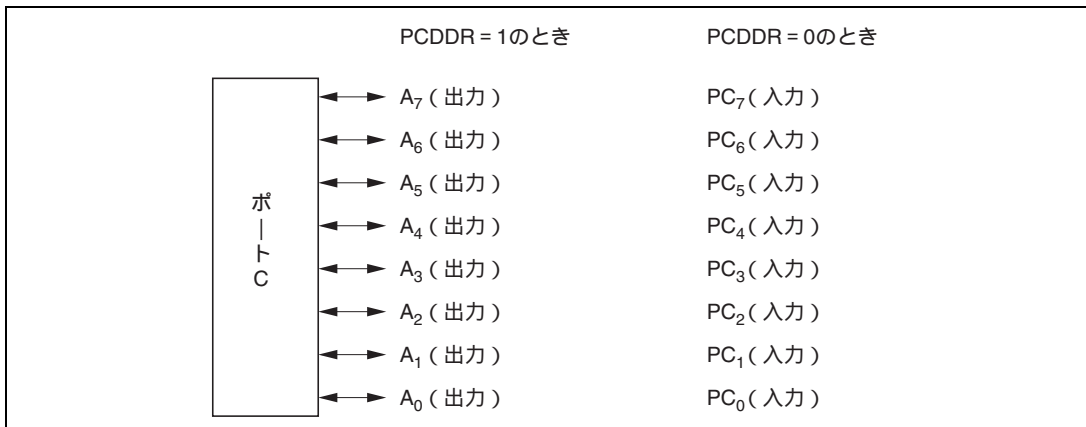 PCDDR = 1のとき PCDDR = 0のとき
A₇ ( 出力 ) PC₇( 入力 )
A₆ ( 出力 ) PC₆( 入力 )
A₅ ( 出力 ) PC₅( 入力 )
A₄ ( 出力 ) PC₄( 入力 )
A₃ ( 出力 ) PC₃( 入力 )
A₂ ( 出力 ) PC₂( 入力 )
A₁ ( 出力 ) PC₁( 入力 )
A₀ ( 出力 ) PC₀( 入力 )
ポートC